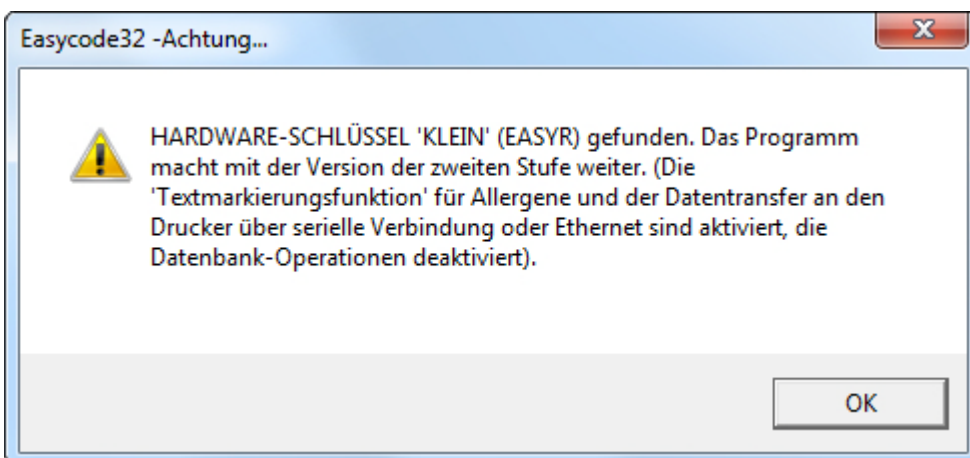 Easycode32 -Achtung...
HARDWARE-SCHLÜSSEL 'KLEIN' (EASYR) gefunden. Das Programm
macht mit der Version der zweiten Stufe weiter. (Die
'Textmarkierungsfunktion' für Allergene und der Datentransfer an den
Drucker über serielle Verbindung oder Ethernet sind aktiviert, die
Datenbank-Operationen deaktiviert).
OK